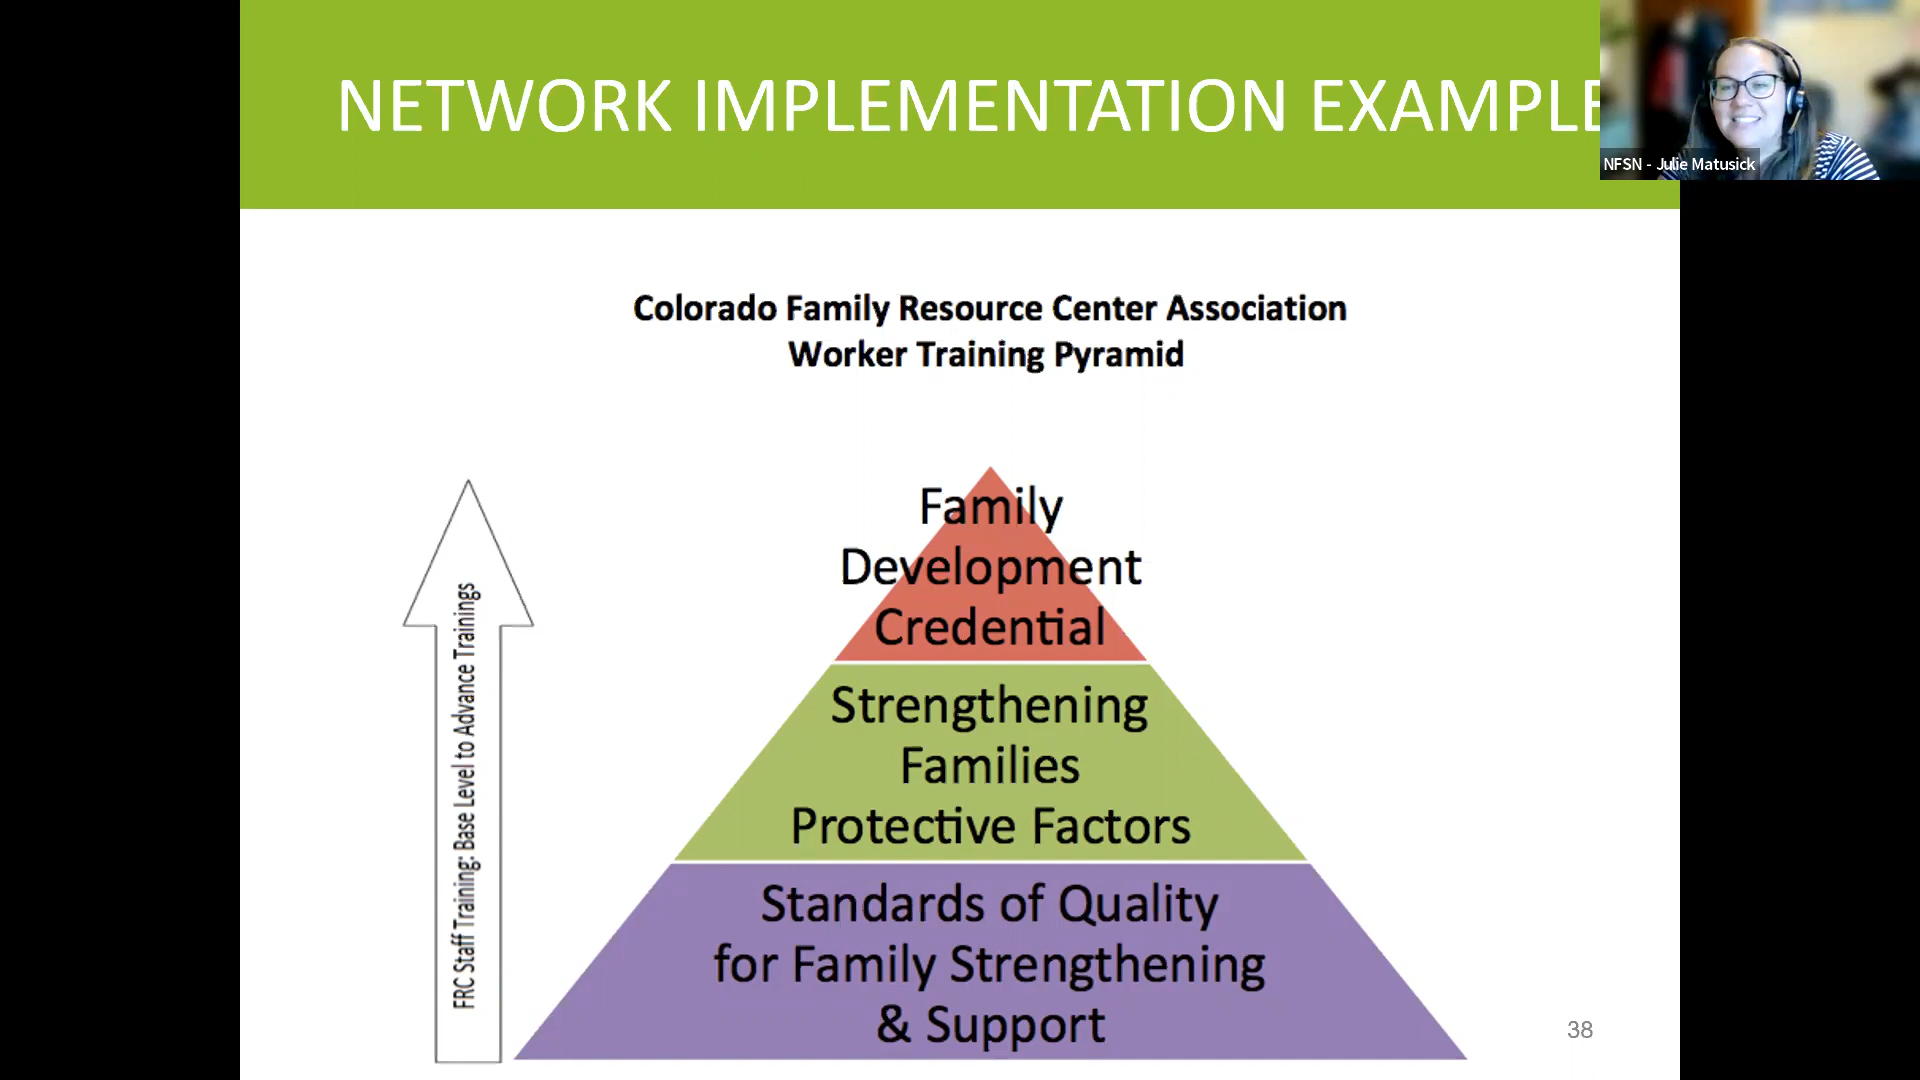 NETWORK IMPLEMENTATION EXAMPLE
NFSN - Julie Matusick
Colorado Family Resource Center Association
Worker Training Pyramid
FRC Staff Training: Base Level to Advance Trainings
Family
Development
Credential
Strengthening
Families
Protective Factors
Standards of Quality
for Family Strengthening
& Support
38